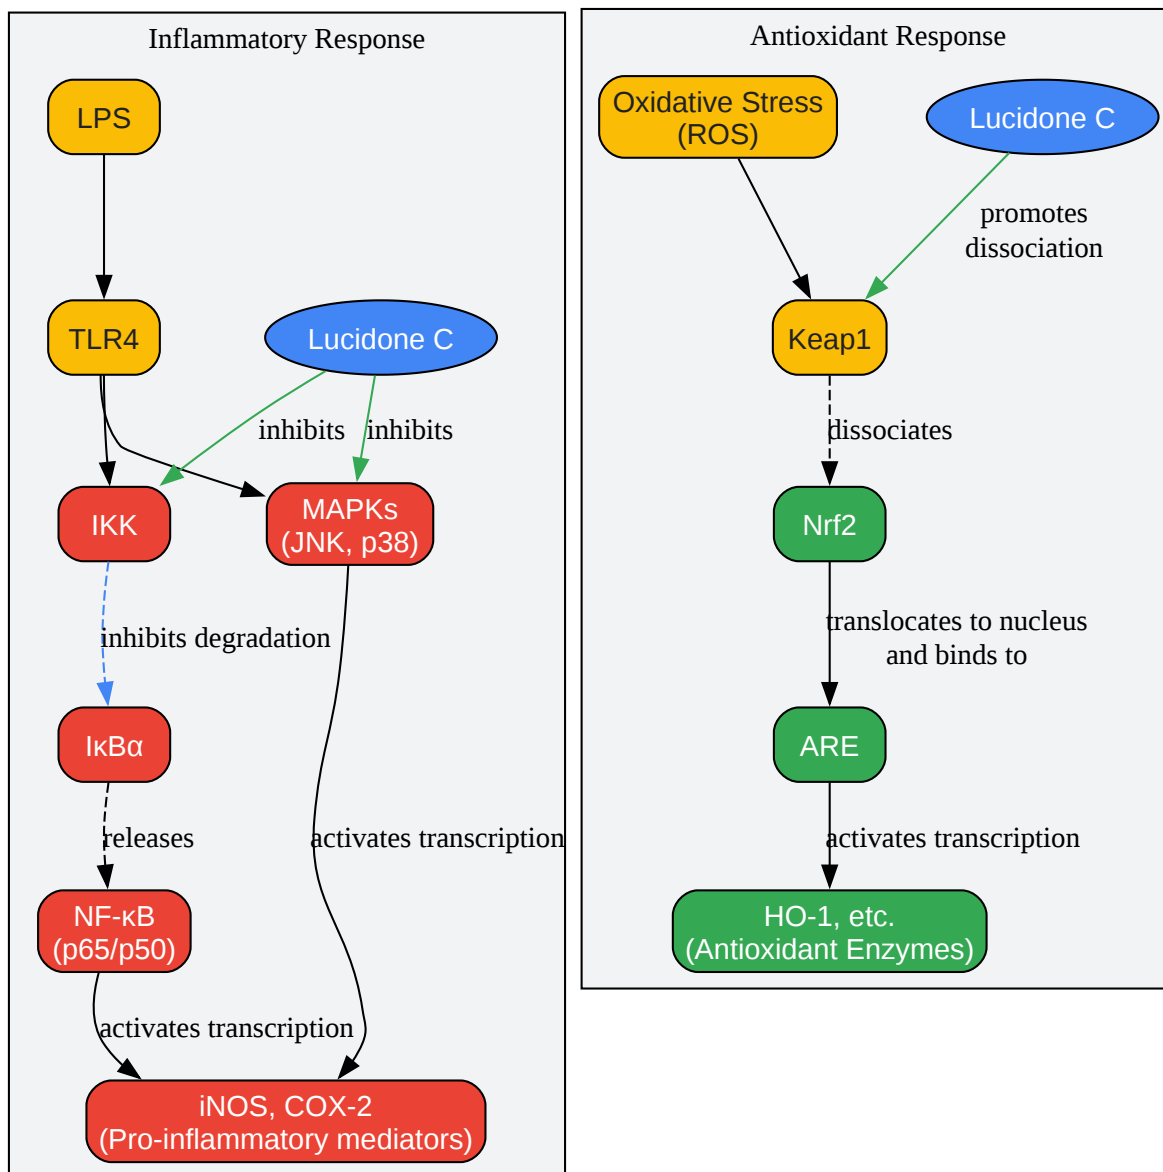 Inflammatory Response
LPS
TLR4
Lucidone C
inhibits
inhibits
IKK
MAPKs
(JNK, p38)
inhibits degradation
IκBα
releases
activates transcription
NF-κB
(p65/p50)
activates transcription
iNOS, COX-2
(Pro-inflammatory mediators)
Antioxidant Response
Oxidative Stress
(ROS)
Lucidone C
promotes
dissociation
Keap1
dissociates
Nrf2
translocates to nucleus
and binds to
ARE
activates transcription
HO-1, etc.
(Antioxidant Enzymes)